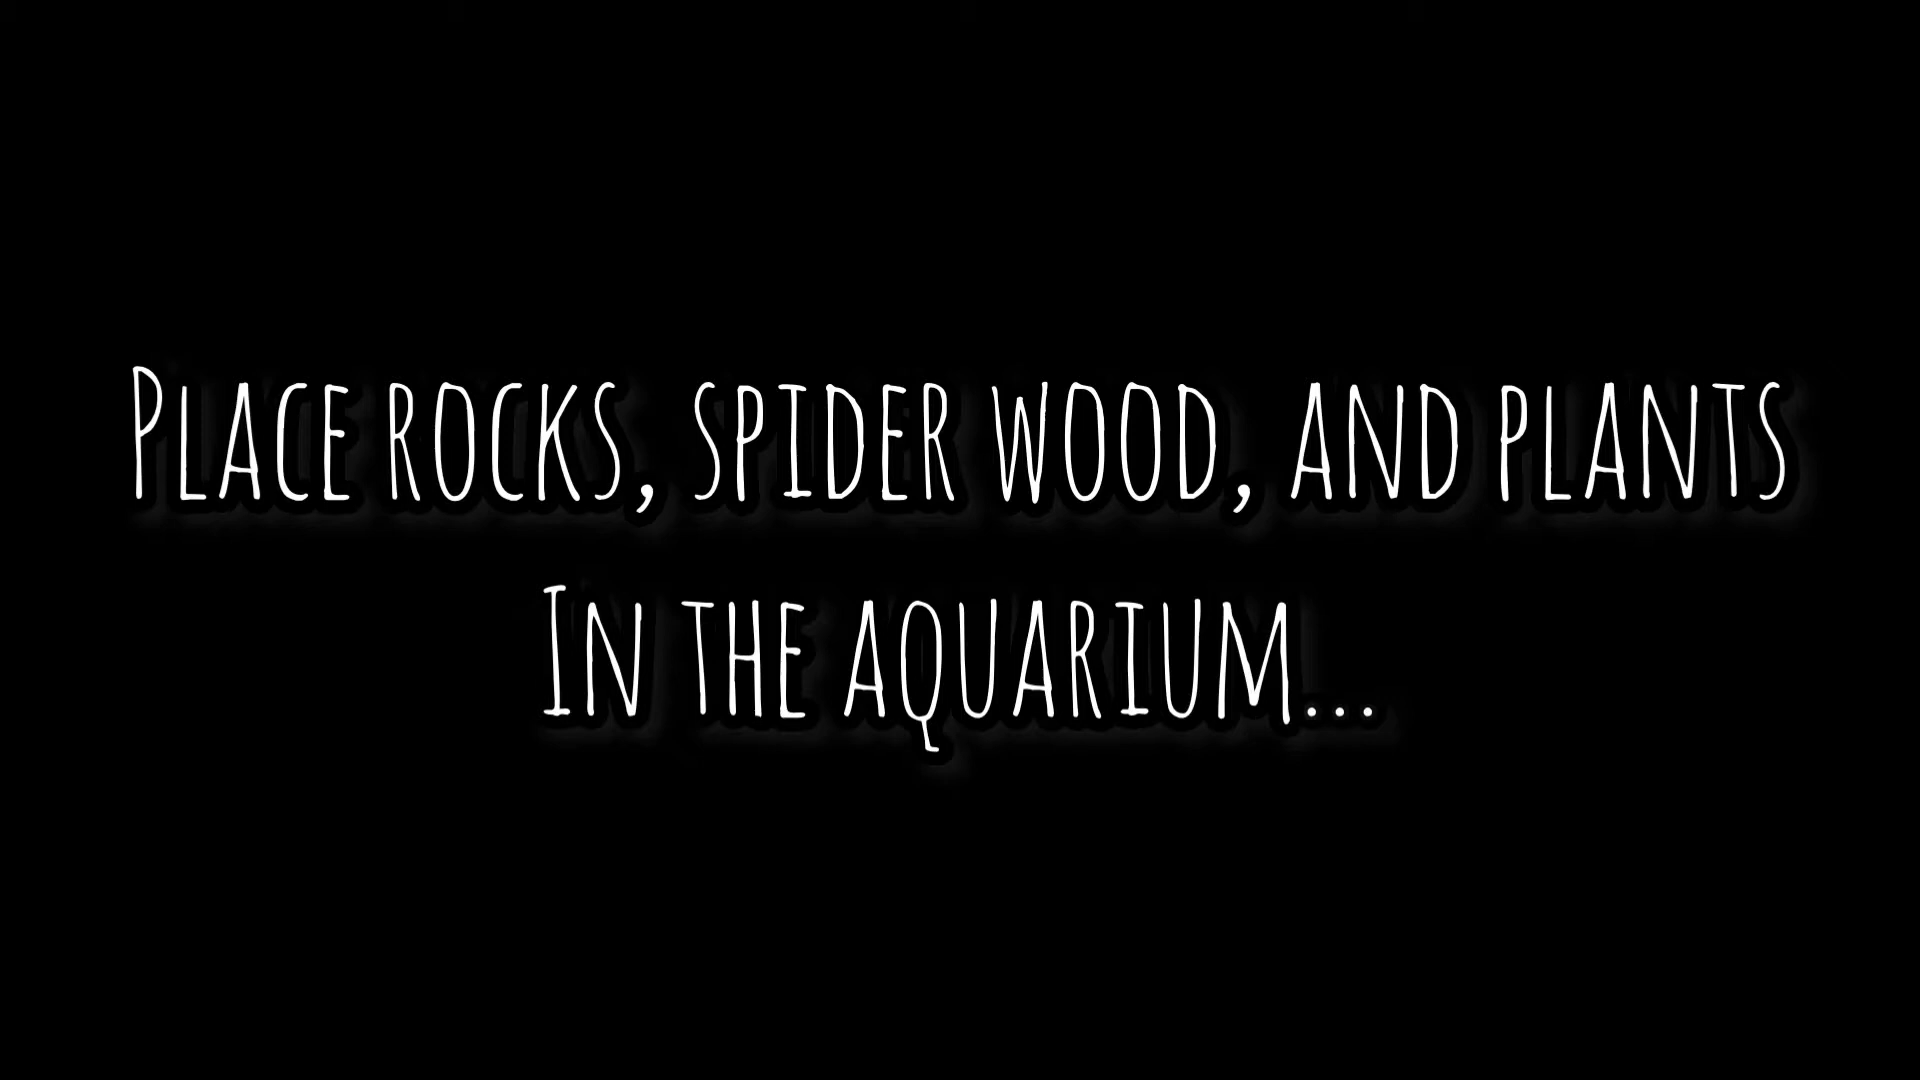 Place rocks, spider wood, and plants
In the aquarium...